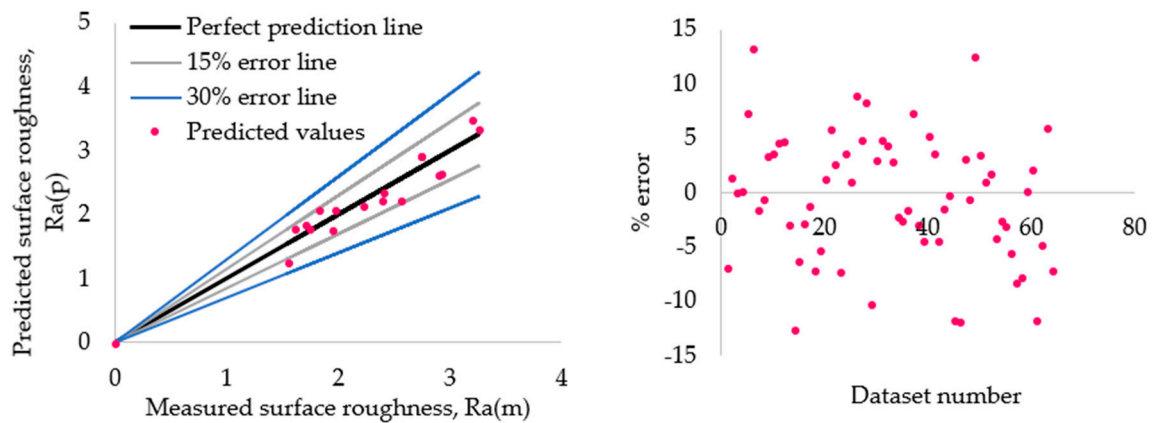 Predicted surface roughness,
Ra(p)
5
4
3
2
1
0
Perfect prediction line
15% error line
30% error line
Predicted values
0
1
2
3
4
Measured surface roughness, Ra(m)
% error
15
10
5
0
-5
-10
-15
0
20
40
60
80
Dataset number